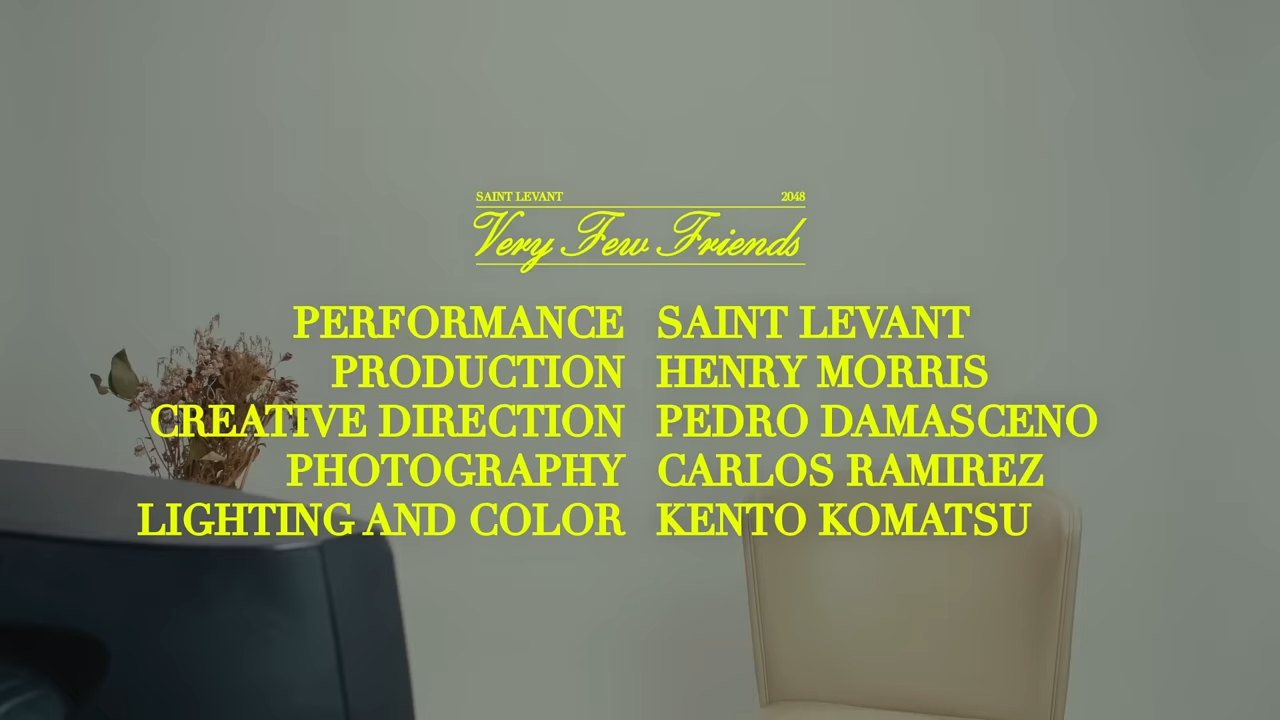 SAINT LEVANT 2048
Very Few Friends
PERFORMANCE SAINT LEVANT
PRODUCTION HENRY MORRIS
CREATIVE DIRECTION PEDRO DAMASCENO
PHOTOGRAPHY CARLOS RAMIREZ
LIGHTING AND COLOR KENTO KOMATSU